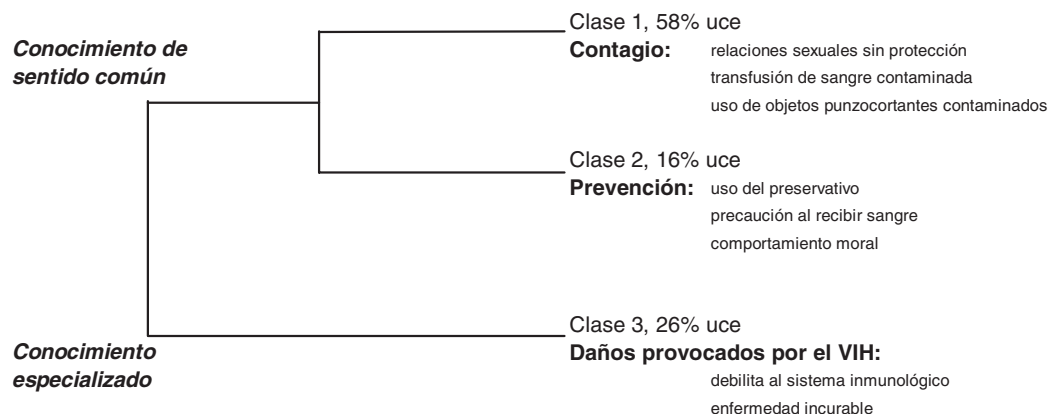 Conocimiento de
sentido común
Clase 1, 58% uce
Contagio: relaciones sexuales sin protección
transfusión de sangre contaminada
uso de objetos punzocortantes contaminados
Clase 2, 16% uce
Prevención: uso del preservativo
precaución al recibir sangre
comportamiento moral
Conocimiento
especializado
Clase 3, 26% uce
Daños provocados por el VIH:
debilita al sistema inmunológico
enfermedad incurable